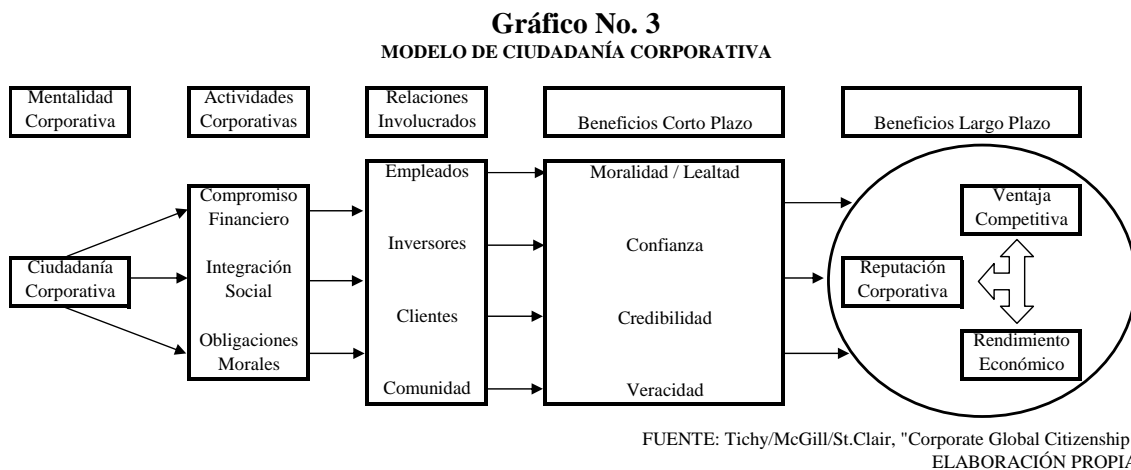 Gráfico No. 3
MODELO DE CIUDADANÍA CORPORATIVA
Mentalidad
Corporativa
Actividades
Corporativas
Relaciones
Involucrados
Beneficios Corto Plazo
Beneficios Largo Plazo
Ciudadanía
Corporativa
Compromiso
Financiero
Integración
Social
Obligaciones
Morales
Empleados
Inversores
Clientes
Comunidad
Moralidad / Lealtad
Confianza
Credibilidad
Veracidad
Ventaja
Competitiva
Reputación
Corporativa
Rendimiento
Económico
FUENTE: Tichy/McGill/St.Clair, "Corporate Global Citizenship
ELABORACIÓN PROPIA